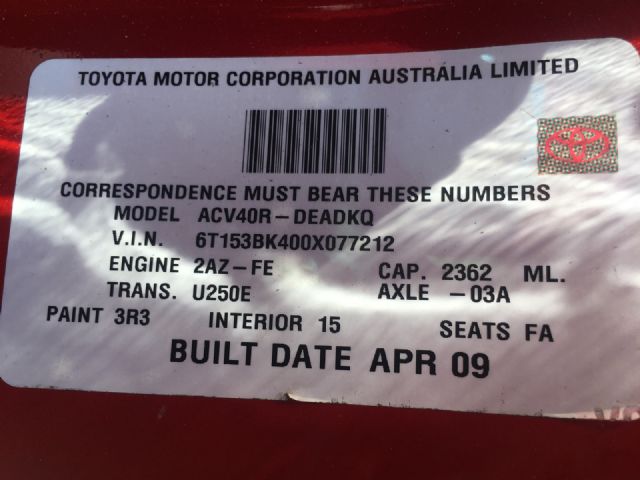 TOYOTA MOTOR CORPORATION AUSTRALIA LIMITED
CORRESPONDENCE MUST BEAR THESE NUMBERS
MODEL ACV40R-DEADKQ
V.I.N. 6T153BK400X077212
ENGINE 2AZ-FE CAP. 2362 ML.
TRANS. U250E AXLE -03A
PAINT 3R3 INTERIOR 15 SEATS FA
BUILT DATE APR 09